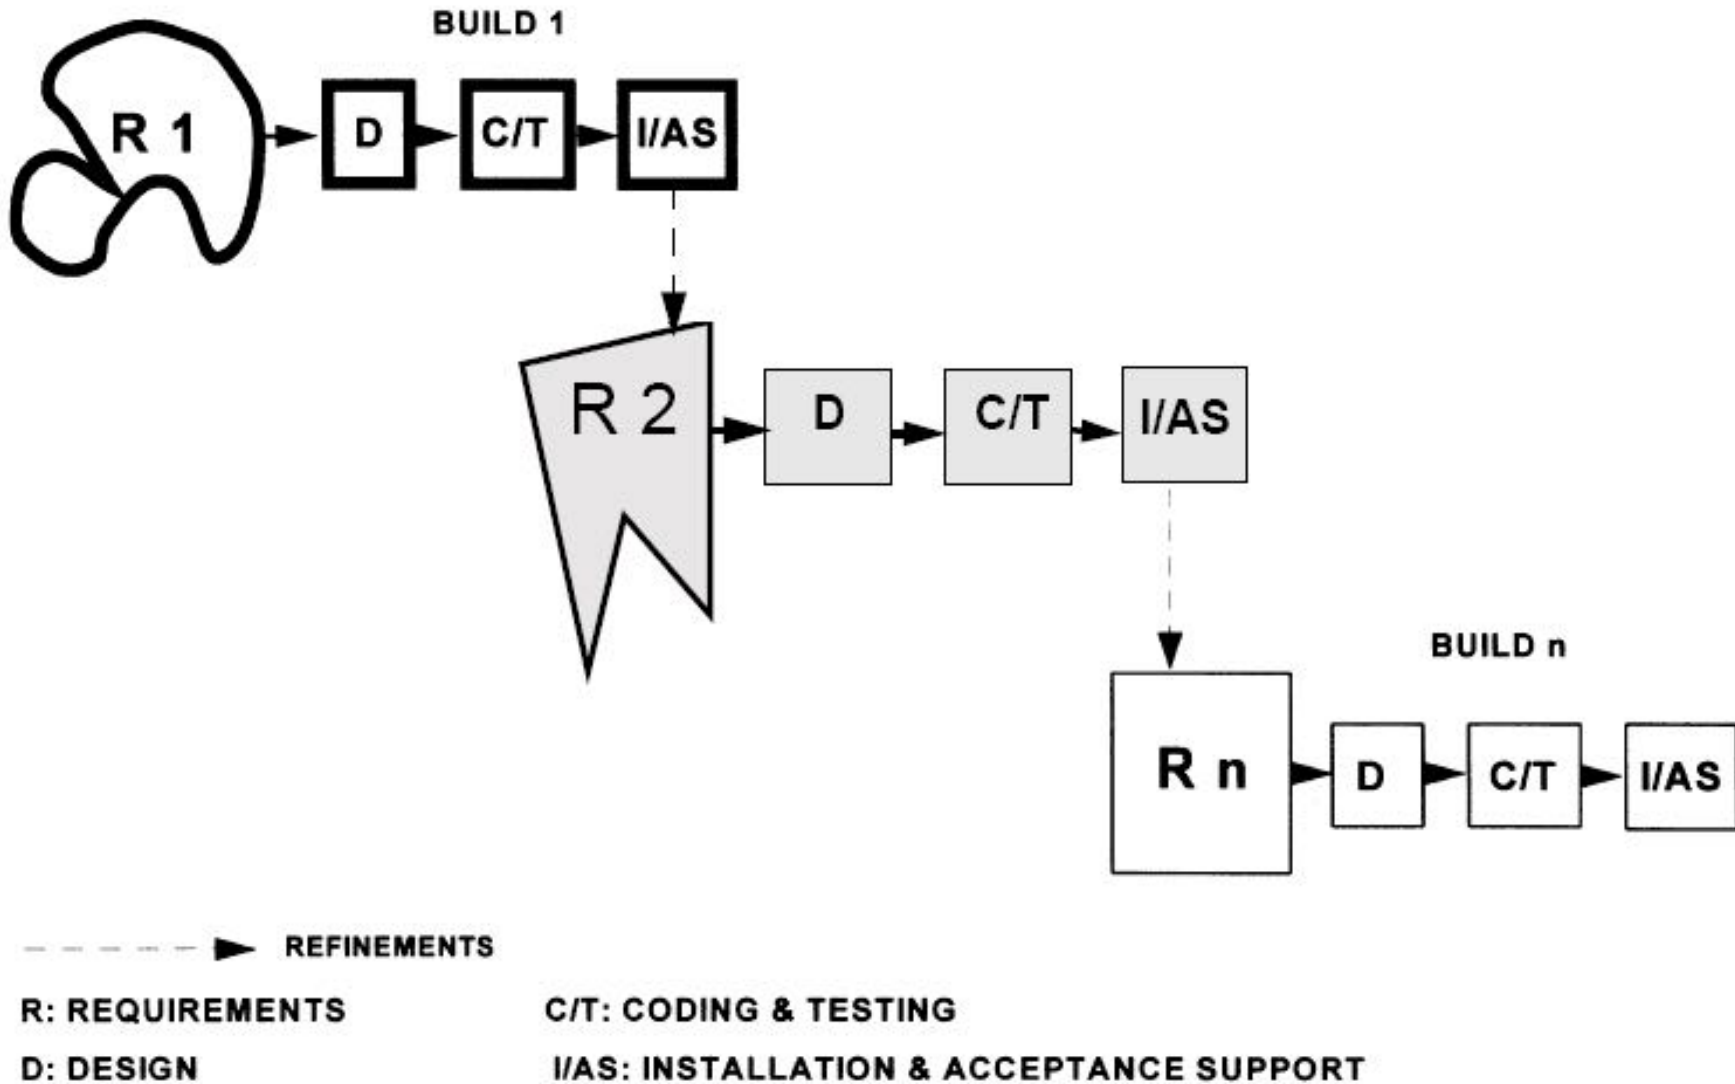 BUILD 1
R 1 D C/T I/AS
R 2 D C/T I/AS
BUILD n
R n D C/T I/AS
REFINEMENTS
R: REQUIREMENTS C/T: CODING & TESTING
D: DESIGN I/AS: INSTALLATION & ACCEPTANCE SUPPORT